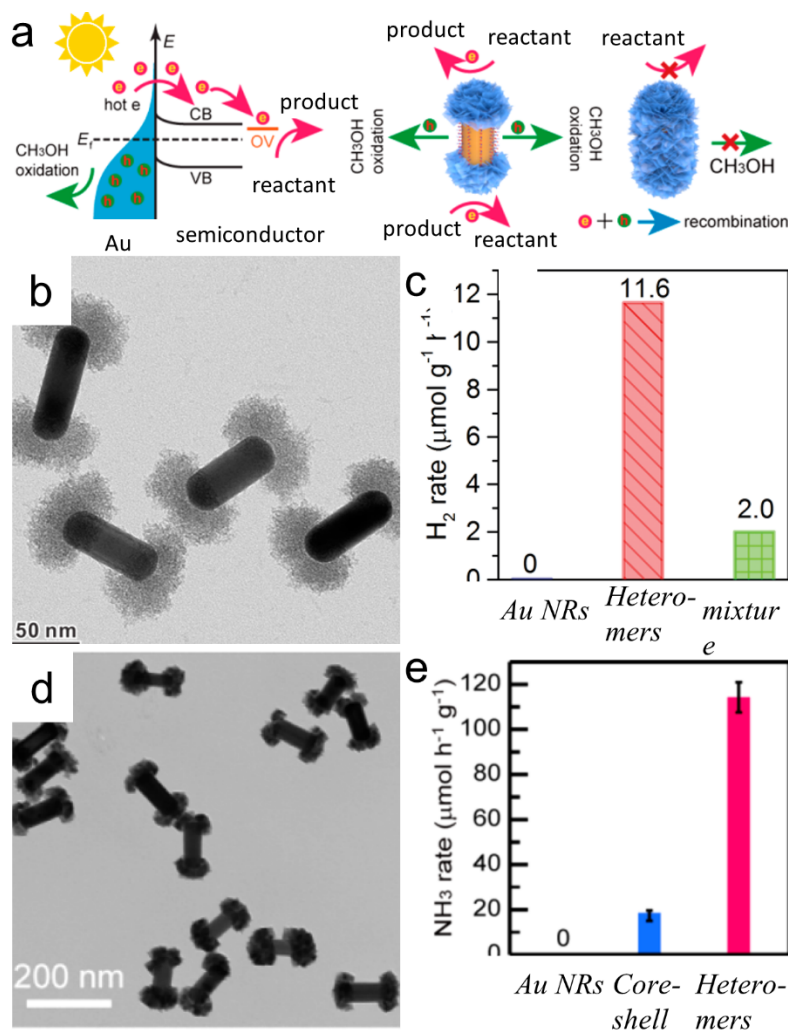 a
E
e
e
e
e
e
hot e
CB
Ef
OV
VB
CH3OH
oxidation
h
h
h
h
h
h
Au
semiconductor
product
reactant
product
e
reactant
CH3OH
oxidation
h
h
CH3OH
oxidation
product
e
reactant
reactant
CH3OH
e + h
recombination
b
50 nm
c
H2 rate (μmol g-1
12
10
8
6
4
2
0
0
11.6
2.0
Au NRs
Hetero-
mers
mixtur
e
d
200 nm
e
NH3 rate (μmol h-1 g-1)
120
100
80
60
40
20
0
0
Au NRs
Core-
shell
Hetero-
mers